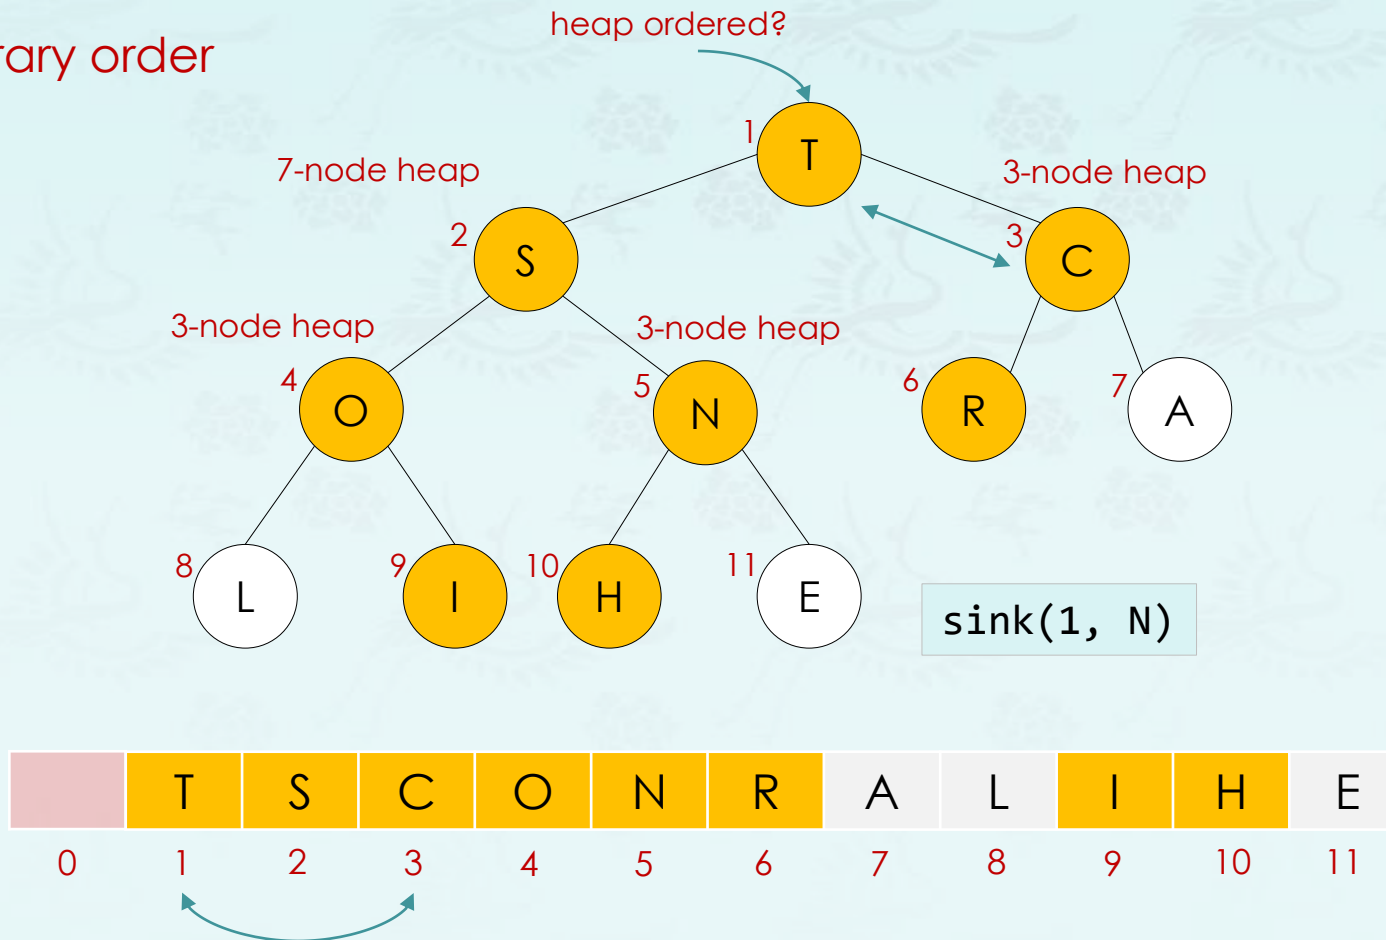 rary order
heap ordered?
1
T
7-node heap
3-node heap
2
S
3
C
3-node heap
3-node heap
4
O
5
N
6
R
7
A
8
L
9
I
10
H
11
E
sink(1, N)
T S C O N R A L I H E
0 1 2 3 4 5 6 7 8 9 10 11